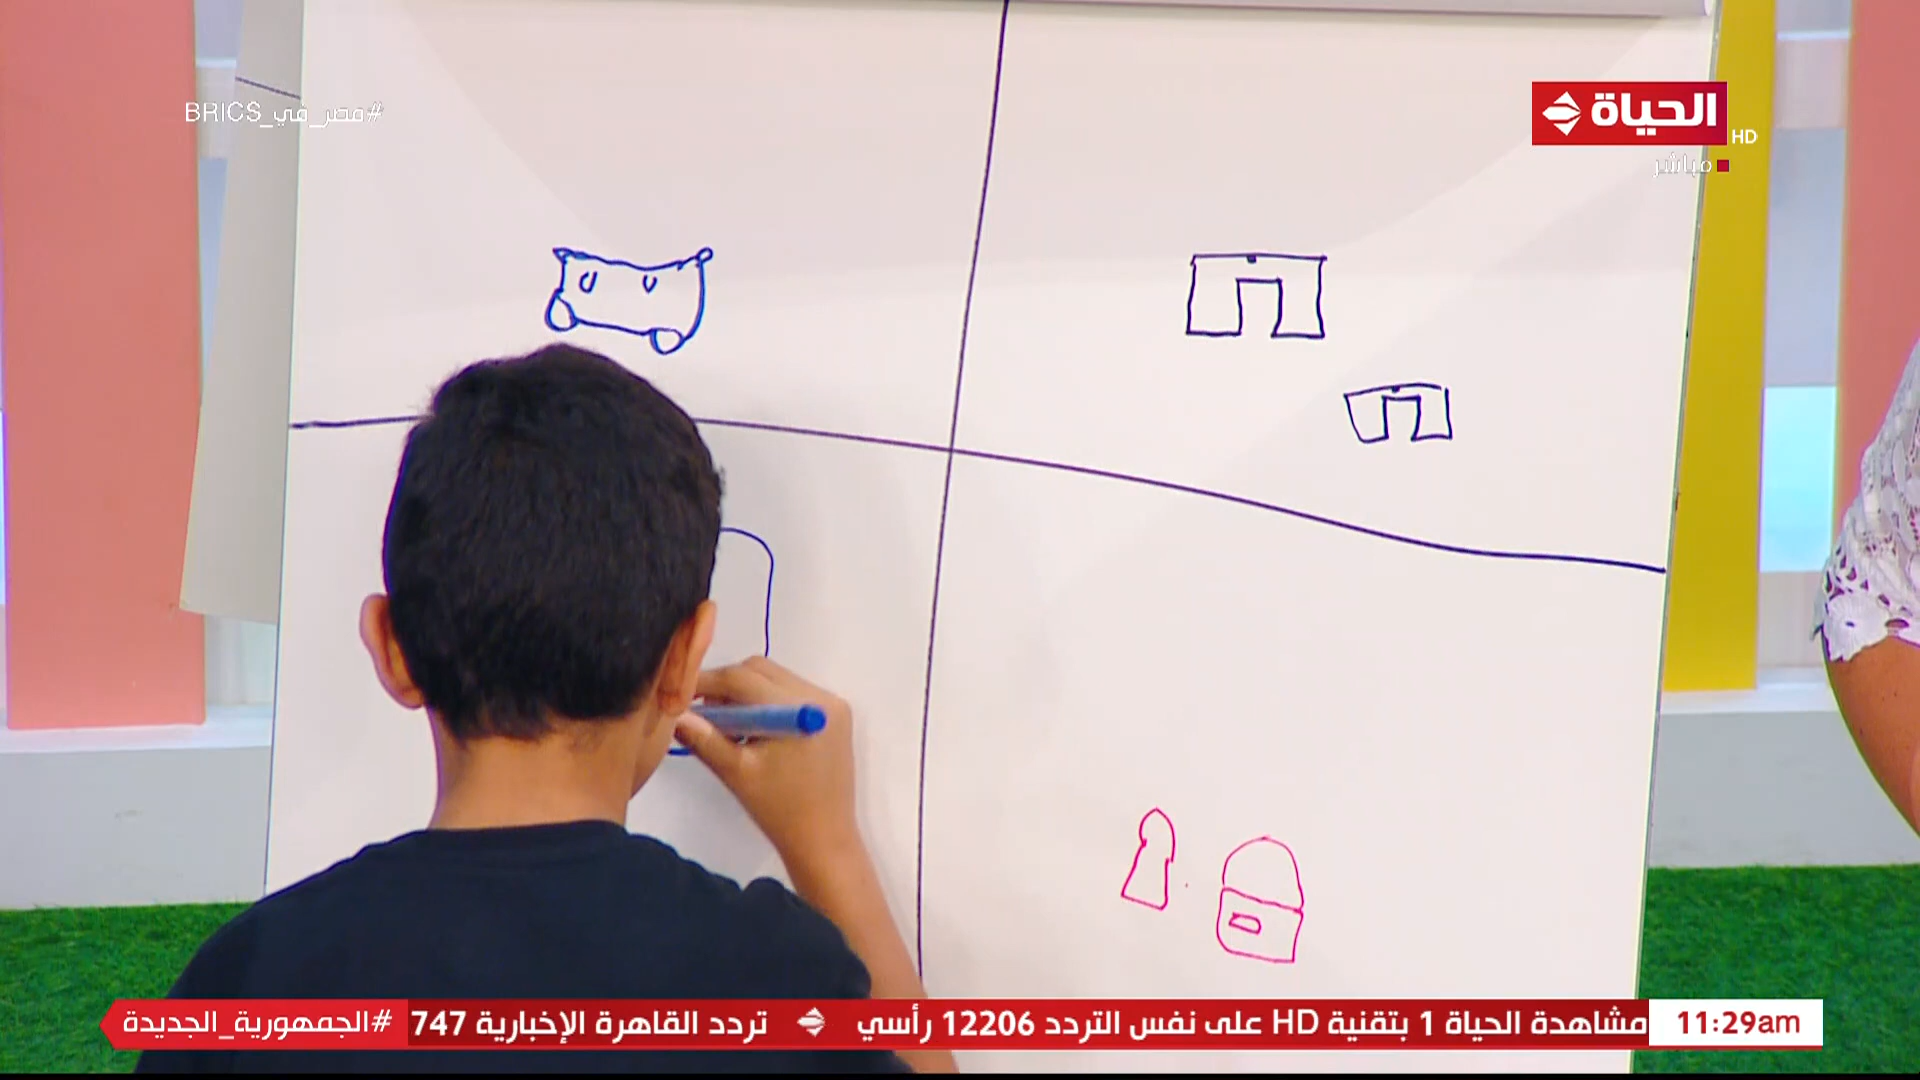 #مصر_في_BRICS
الحياة
HD
مباشر
#الجمهورية_الجديدة
مشاهدة الحياة 1 بتقنية HD على نفس التردد 12206 رأسي
تردد القاهرة الإخبارية 747
11:29am